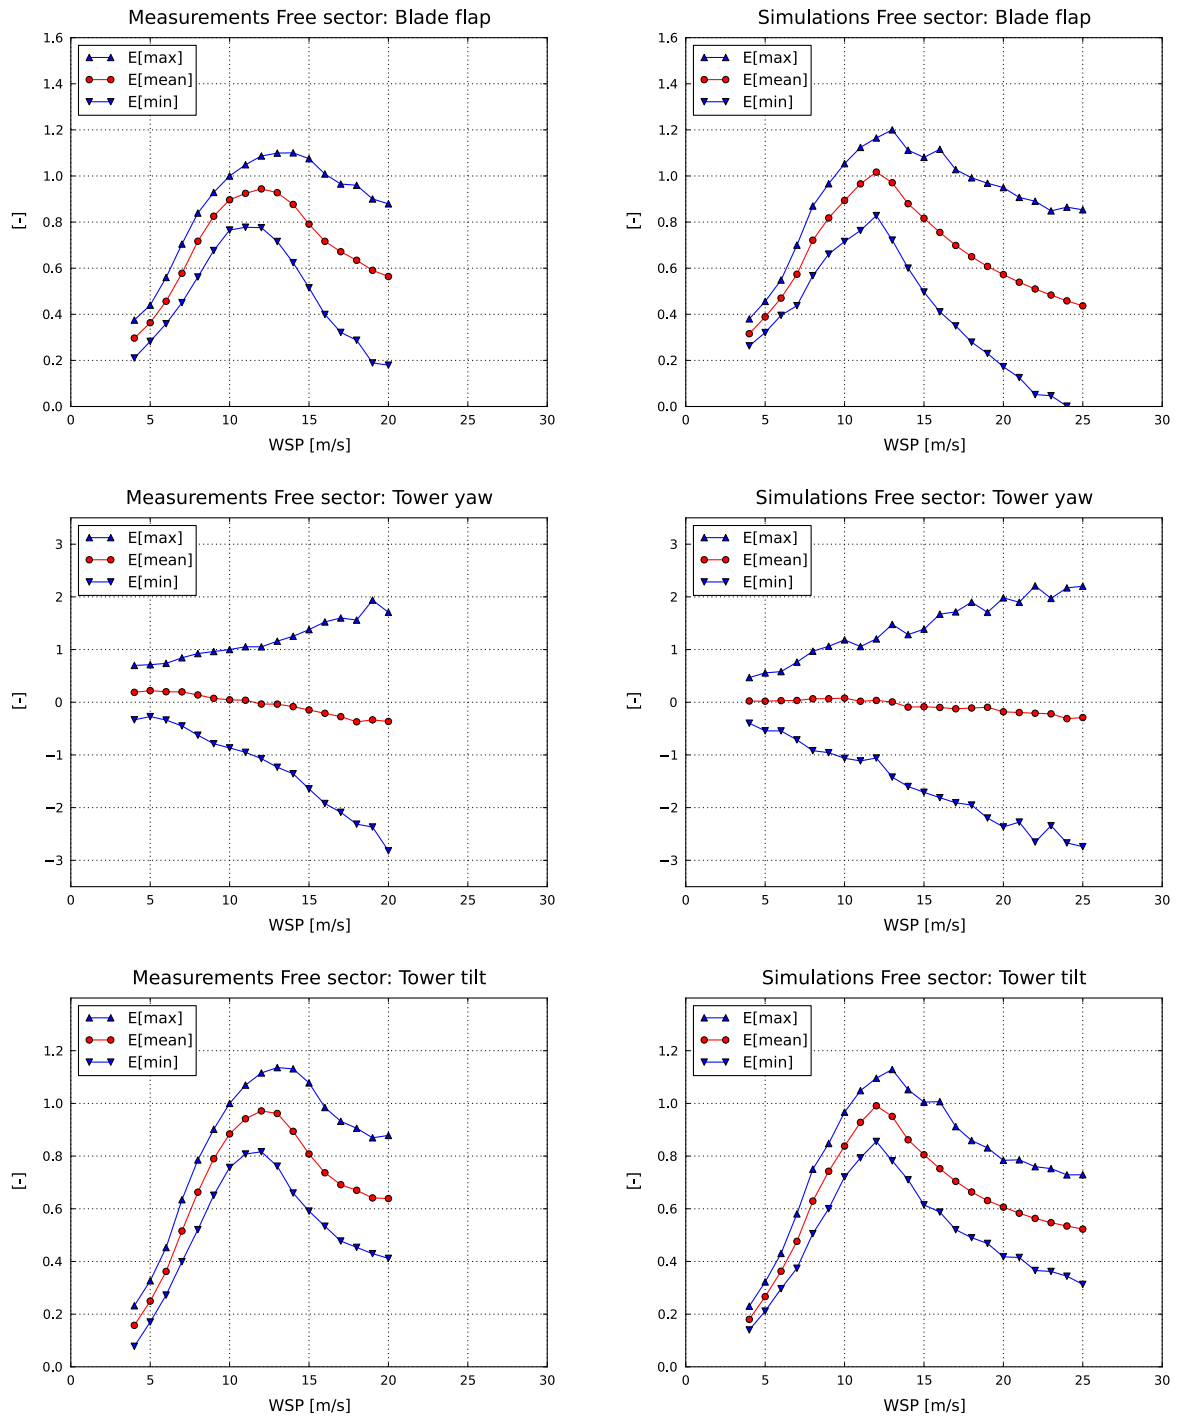 Measurements Free sector: Blade flap
1.6
1.4
1.2
1.0
0.8
0.6
0.4
0.2
0.0
[-]
E[max]
E[mean]
E[min]
0 5 10 15 20 25 30
WSP [m/s]
Simulations Free sector: Blade flap
1.6
1.4
1.2
1.0
0.8
0.6
0.4
0.2
0.0
[-]
E[max]
E[mean]
E[min]
0 5 10 15 20 25 30
WSP [m/s]
Measurements Free sector: Tower yaw
3
2
1
0
−1
−2
−3
[-]
E[max]
E[mean]
E[min]
0 5 10 15 20 25 30
WSP [m/s]
Simulations Free sector: Tower yaw
3
2
1
0
−1
−2
−3
[-]
E[max]
E[mean]
E[min]
0 5 10 15 20 25 30
WSP [m/s]
Measurements Free sector: Tower tilt
1.2
1.0
0.8
0.6
0.4
0.2
0.0
[-]
E[max]
E[mean]
E[min]
0 5 10 15 20 25 30
WSP [m/s]
Simulations Free sector: Tower tilt
1.2
1.0
0.8
0.6
0.4
0.2
0.0
[-]
E[max]
E[mean]
E[min]
0 5 10 15 20 25 30
WSP [m/s]